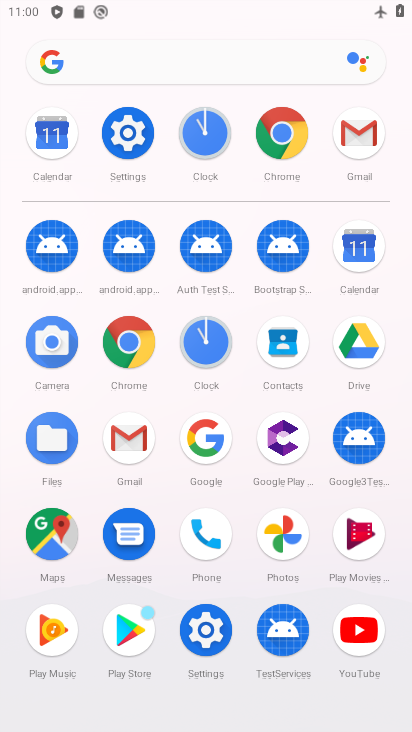 11:00
Calendar Settings Clock Chrome Gmail
android.app... android.app... Auth Test S... Bootstrap S... Calendar
Camera Chrome Clock Contacts Drive
Files Gmail Google Google Play ... Google3Tes...
Maps Messages Phone Photos Play Movies ...
Play Music Play Store Settings TestServices YouTube